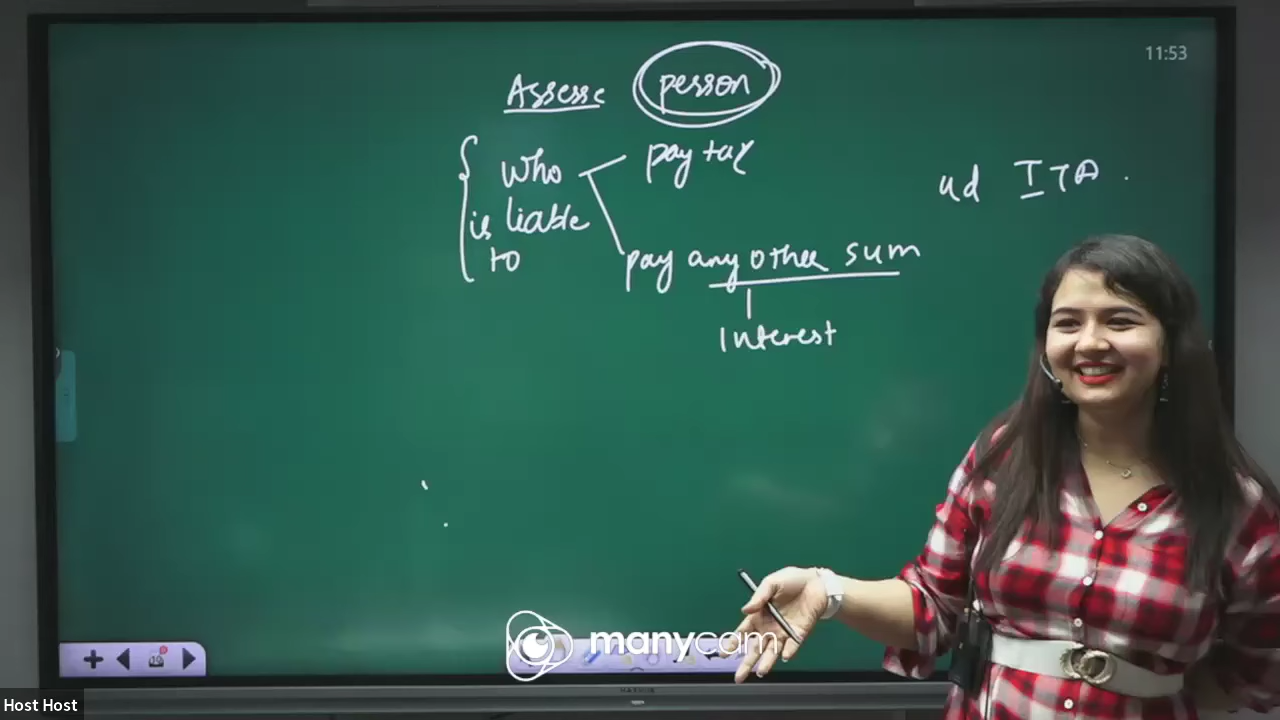 11:53
Assesse person
who pay tax
ud ITA.
is liable
to pay any other sum
Interest
manycam
Host Host